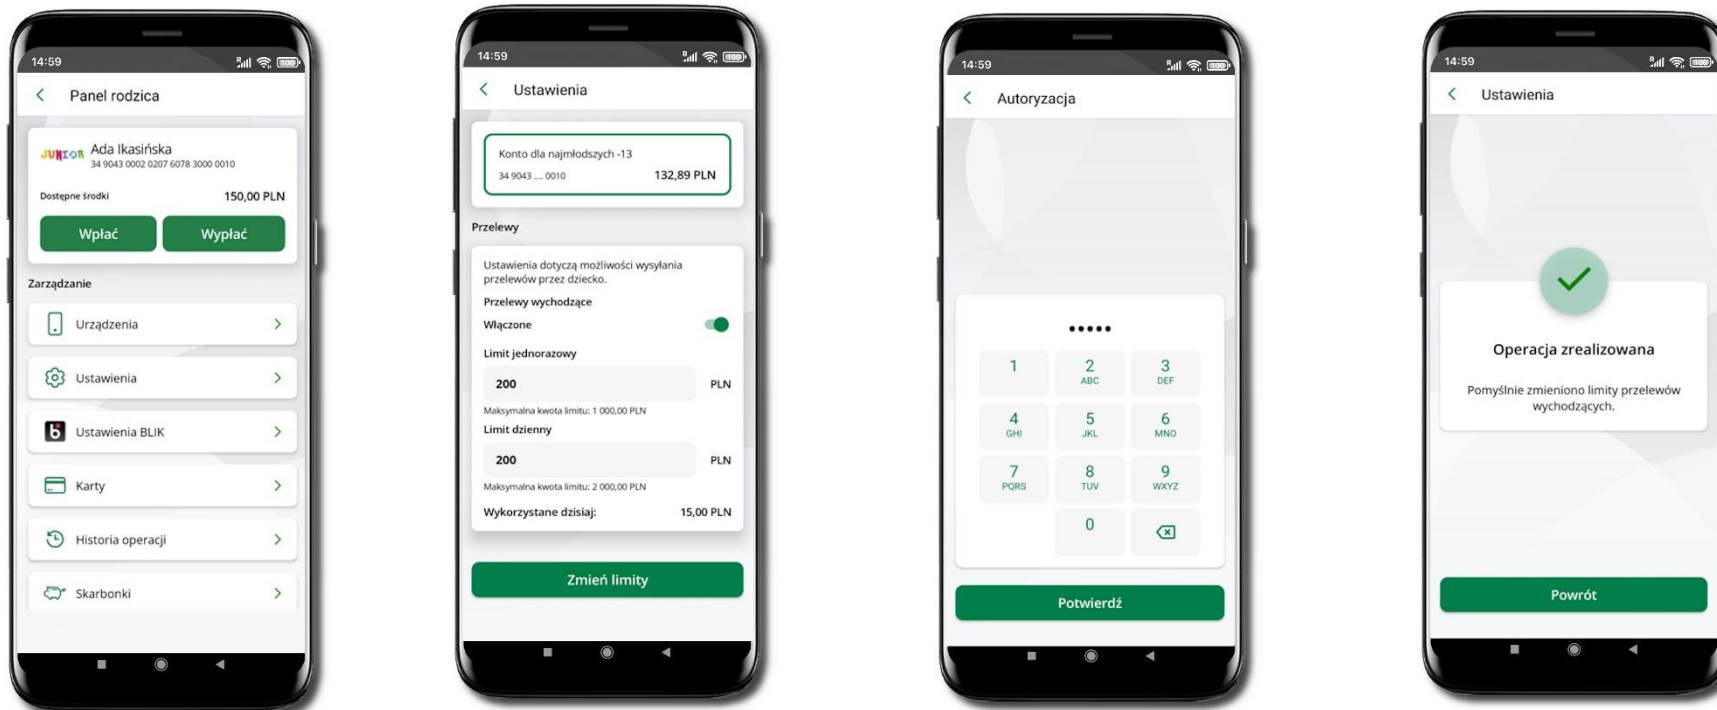 14:59
Panel rodzica
JUNIOR Ada Ikasińska
34 9043 0002 0207 6078 3000 0010
Dostępne środki 150,00 PLN
Wpłać Wypłać
Zarządzanie
Urządzenia
Ustawienia
Ustawienia BLIK
Karty
Historia operacji
Skarbonki
14:59
Ustawienia
Konto dla najmłodszych -13
34 9043 .... 0010 132,89 PLN
Przelewy
Ustawienia dotyczą możliwości wysyłania
przelewów przez dziecko.
Przelewy wychodzące
Włączone
Limit jednorazowy
200 PLN
Maksymalna kwota limitu: 1 000,00 PLN
Limit dzienny
200 PLN
Maksymalna kwota limitu: 2 000,00 PLN
Wykorzystane dzisiaj: 15,00 PLN
Zmień limity
14:59
Autoryzacja
1 2 3
ABC DEF
4 5 6
GHI JKL MNO
7 8 9
PQRS TUV WXYZ
0
Potwierdź
14:59
Ustawienia
Operacja zrealizowana
Pomyślnie zmieniono limity przelewów
wychodzących.
Powrót